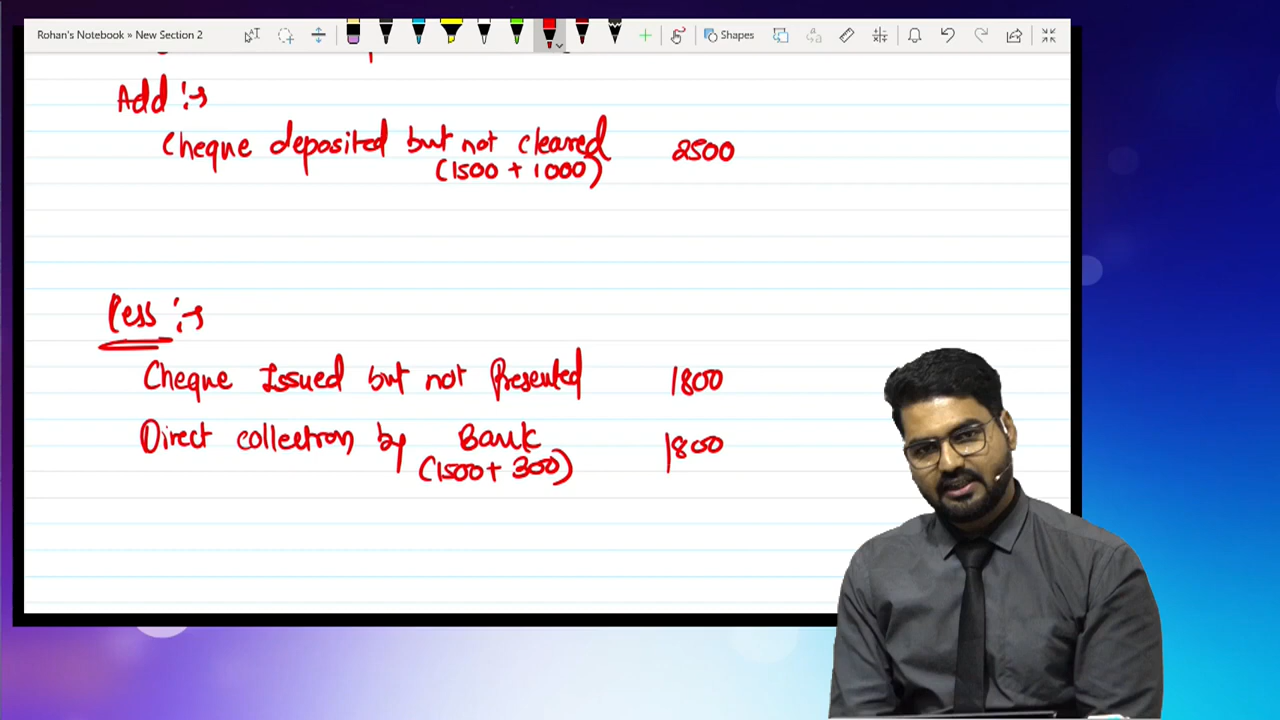 Rohan's Notebook » New Section 2
Shapes
Add :→
Cheque deposited but not cleared 2500
(1500 + 1000)
Less :→
Cheque Issued but not Presented 1800
Direct collection by Bank 1800
(1500 + 300)